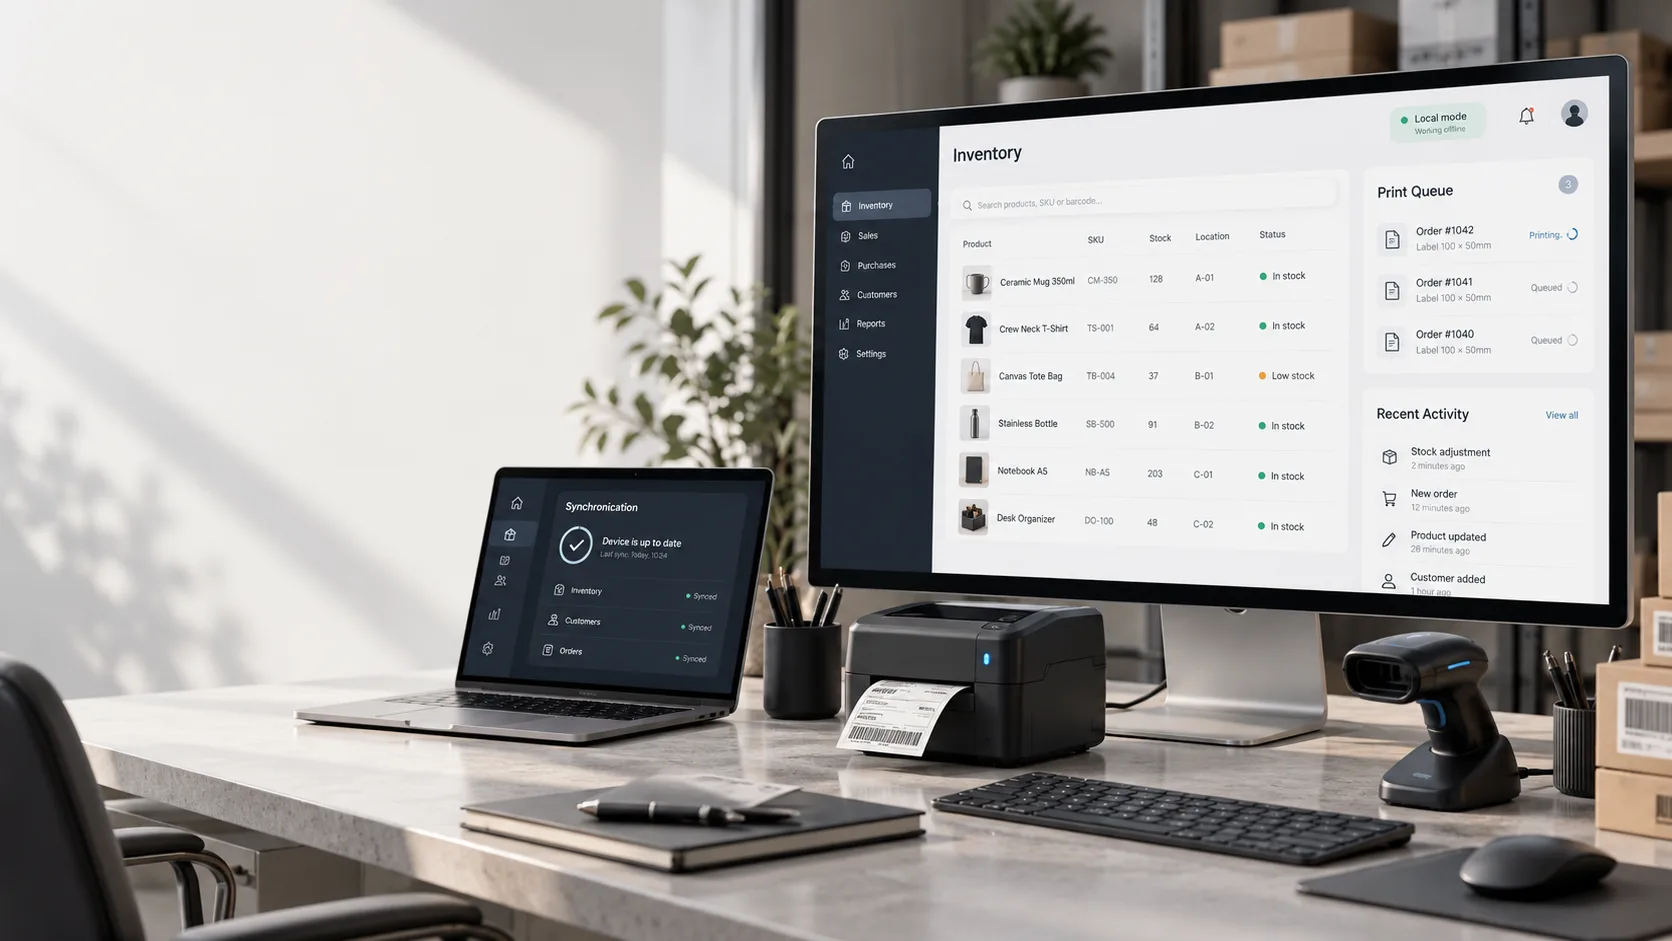 Local mode
Working offline
Inventory
Inventory
Sales
Purchases
Customers
Reports
Settings
Search products, SKU or barcode...
Product SKU Stock Location Status
Ceramic Mug 350ml CM-350 128 A-01 In stock
Crew Neck T-Shirt TS-001 64 A-02 In stock
Canvas Tote Bag TB-004 37 B-01 Low stock
Stainless Bottle SB-500 91 B-02 In stock
Notebook A5 NB-A5 203 C-01 In stock
Desk Organizer DO-100 48 C-02 In stock
Print Queue 3
Order #1042
Label 100 × 50mm
Printing.
Order #1041
Label 100 × 50mm
Queued
Order #1040
Label 100 × 50mm
Queued
Recent Activity View all
Stock adjustment
2 minutes ago
New order
12 minutes ago
Product updated
26 minutes ago
Customer added
1 hour ago
Synchronication
Device is up to date
Last sync: Today, 10:24
Inventory Synced
Customers Synced
Orders Synced